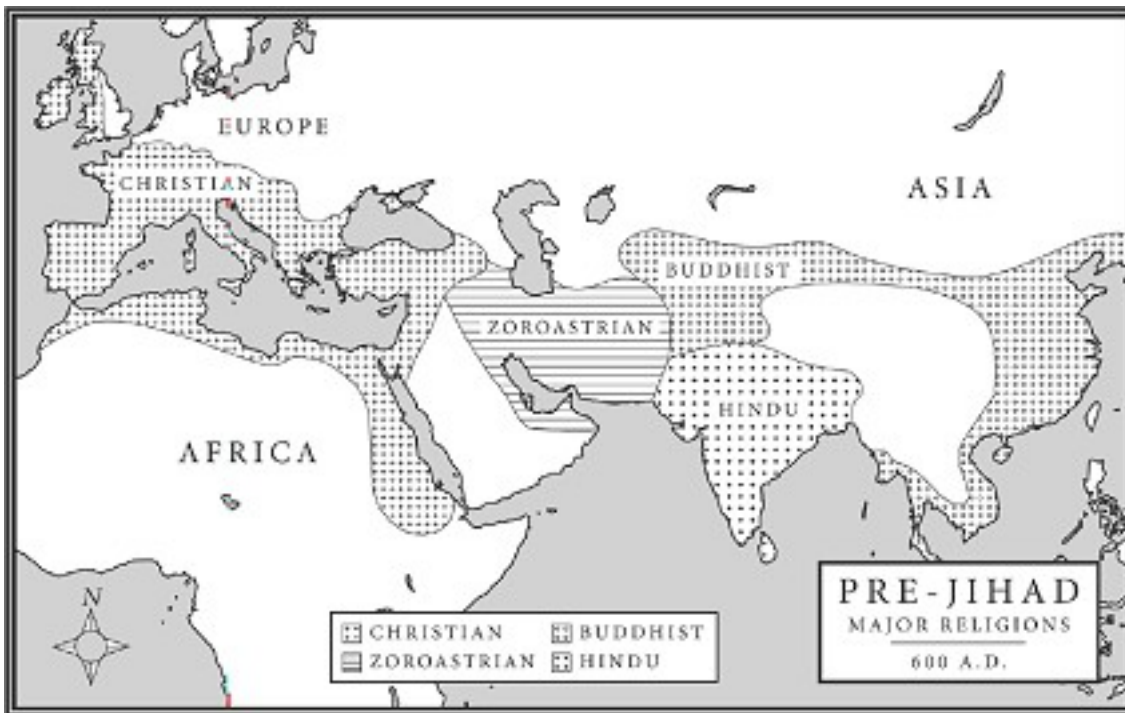 EUROPE
CHRISTIAN
ASIA
BUDDHIST
ZOROASTRIAN
HINDU
AFRICA
N
CHRISTIAN
BUDDHIST
ZOROASTRIAN
HINDU
PRE-JIHAD
MAJOR RELIGIONS
600 A.D.